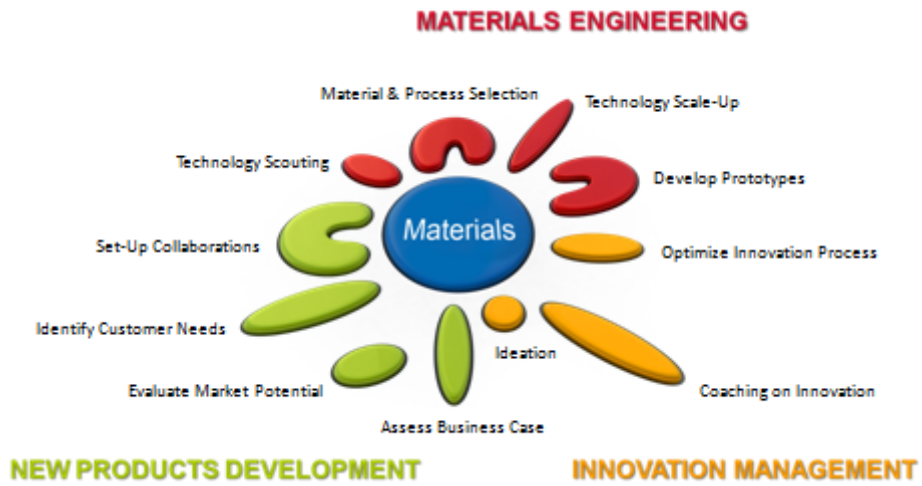 MATERIALS ENGINEERING
Material & Process Selection
Technology Scale-Up
Technology Scouting
Develop Prototypes
Materials
Set-Up Collaborations
Optimize Innovation Process
Identify Customer Needs
Ideation
Evaluate Market Potential
Coaching on Innovation
Assess Business Case
NEW PRODUCTS DEVELOPMENT
INNOVATION MANAGEMENT